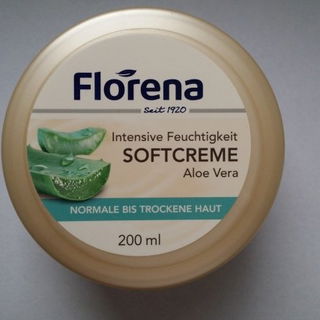 Florena
Seit 1920
Intensive Feuchtigkeit
SOFTCREME
Aloe Vera
NORMALE BIS TROCKENE HAUT
200 ml